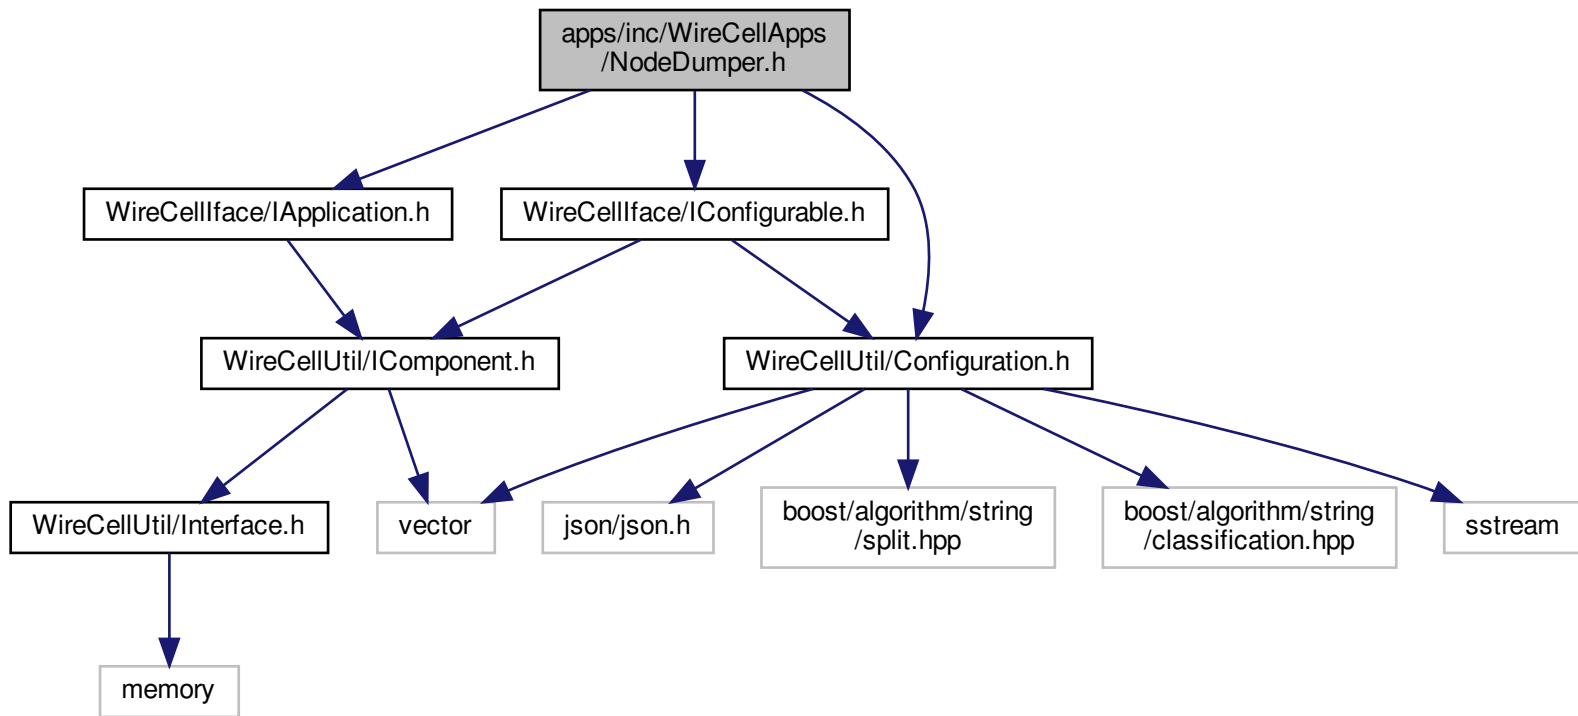 apps/inc/WireCellApps
/NodeDumper.h
WireCellIface/IApplication.h
WireCellIface/IConfigurable.h
WireCellUtil/IComponent.h
WireCellUtil/Configuration.h
WireCellUtil/Interface.h
vector
json/json.h
boost/algorithm/string
/split.hpp
boost/algorithm/string
/classification.hpp
sstream
memory